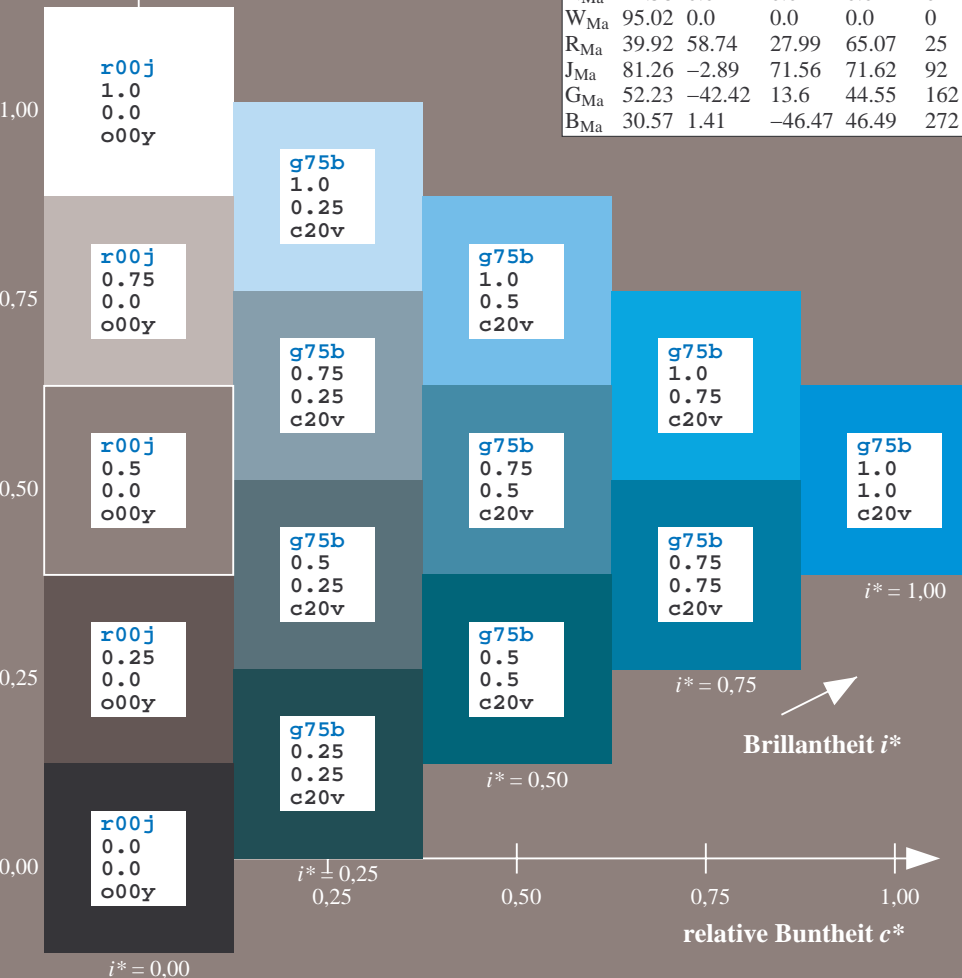 W_Ma 95.02 0.0 0.0 0.0 0
R_Ma 39.92 58.74 27.99 65.07 25
J_Ma 81.26 −2.89 71.56 71.62 92
G_Ma 52.23 −42.42 13.6 44.55 162
B_Ma 30.57 1.41 −46.47 46.49 272
r00j
1.0
0.0
o00y
1,00
g75b
1.0
0.25
c20v
r00j
0.75
0.0
o00y
g75b
1.0
0.5
c20v
0,75
g75b
0.75
0.25
c20v
g75b
1.0
0.75
c20v
r00j
0.5
0.0
o00y
g75b
0.75
0.5
c20v
g75b
1.0
1.0
c20v
0,50
g75b
0.5
0.25
c20v
g75b
0.75
0.75
c20v
i* = 1,00
r00j
0.25
0.0
o00y
g75b
0.5
0.5
c20v
0,25
i* = 0,75
g75b
0.25
0.25
c20v
Brillantheit i*
i* = 0,50
r00j
0.0
0.0
o00y
0,00
i* = 0,25
0,25 0,50 0,75 1,00
relative Buntheit c*
i* = 0,00